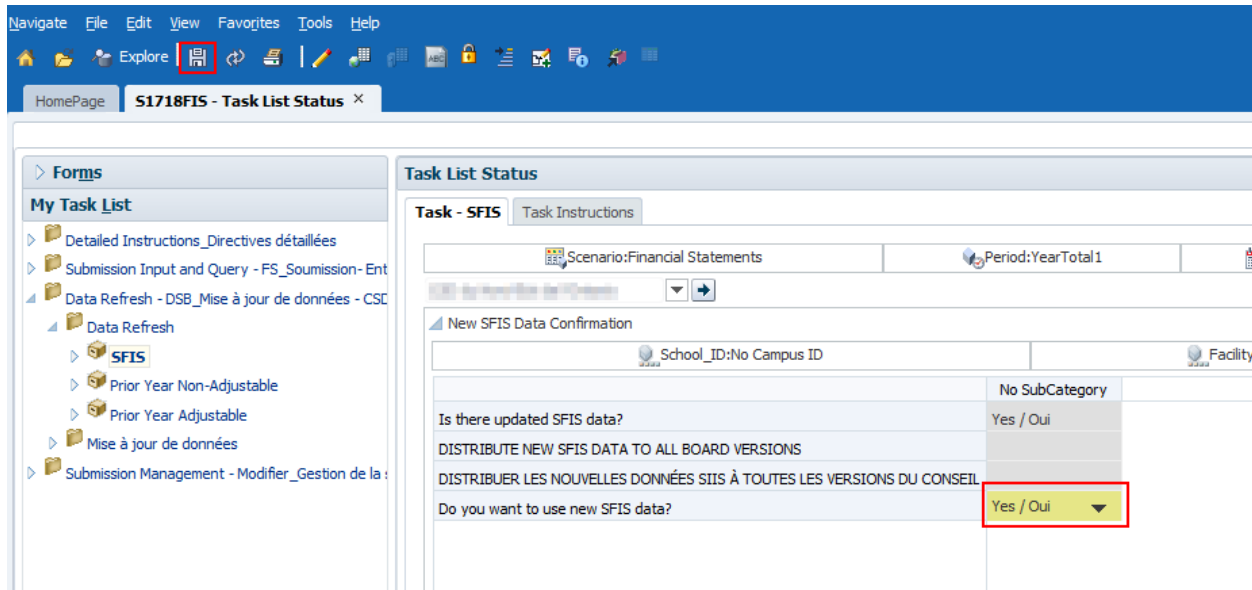 Navigate File Edit View Favorites Tools Help
Explore
HomePage S1718FIS - Task List Status ×
Forms
Task List Status
My Task List
Task - SFIS Task Instructions
Detailed Instructions_Directives détaillées
Submission Input and Query - FS_Soumission- Ent
Data Refresh - DSB_Mise à jour de données - CSD
Data Refresh
SFIS
Prior Year Non-Adjustable
Prior Year Adjustable
Mise à jour de données
Submission Management - Modifier_Gestion de la
Scenario:Financial Statements Period:YearTotal1
New SFIS Data Confirmation
School_ID:No Campus ID Facility
No SubCategory
Is there updated SFIS data? Yes / Oui
DISTRIBUTE NEW SFIS DATA TO ALL BOARD VERSIONS
DISTRIBUER LES NOUVELLES DONNÉES SIIS À TOUTES LES VERSIONS DU CONSEIL
Do you want to use new SFIS data? Yes / Oui